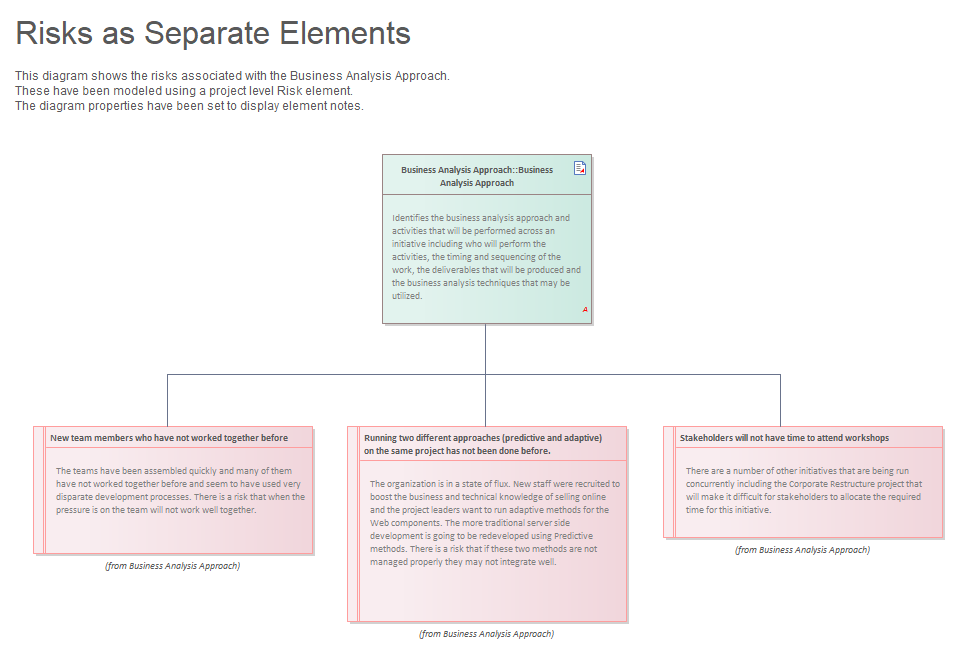 Risks as Separate Elements
This diagram shows the risks associated with the Business Analysis Approach.
These have been modeled using a project level Risk element.
The diagram properties have been set to display element notes.
Business Analysis Approach::Business
Analysis Approach
Identifies the business analysis approach and
activities that will be performed across an
initiative including who will perform the
activities, the timing and sequencing of the
work, the deliverables that will be produced and
the business analysis techniques that may be
utilized.
A
New team members who have not worked together before
The teams have been assembled quickly and many of them
have not worked together before and seem to have used very
disparate development processes. There is a risk that when the
pressure is on the team will not work well together.
(from Business Analysis Approach)
Running two different approaches (predictive and adaptive)
on the same project has not been done before.
The organization is in a state of flux. New staff were recruited to
boost the business and technical knowledge of selling online
and the project leaders want to run adaptive methods for the
Web components. The more traditional server side
development is going to be redeveloped using Predictive
methods. There is a risk that if these two methods are not
managed properly they may not integrate well.
(from Business Analysis Approach)
Stakeholders will not have time to attend workshops
There are a number of other initiatives that are being run
concurrently including the Corporate Restructure project that
will make it difficult for stakeholders to allocate the required
time for this initiative.
(from Business Analysis Approach)